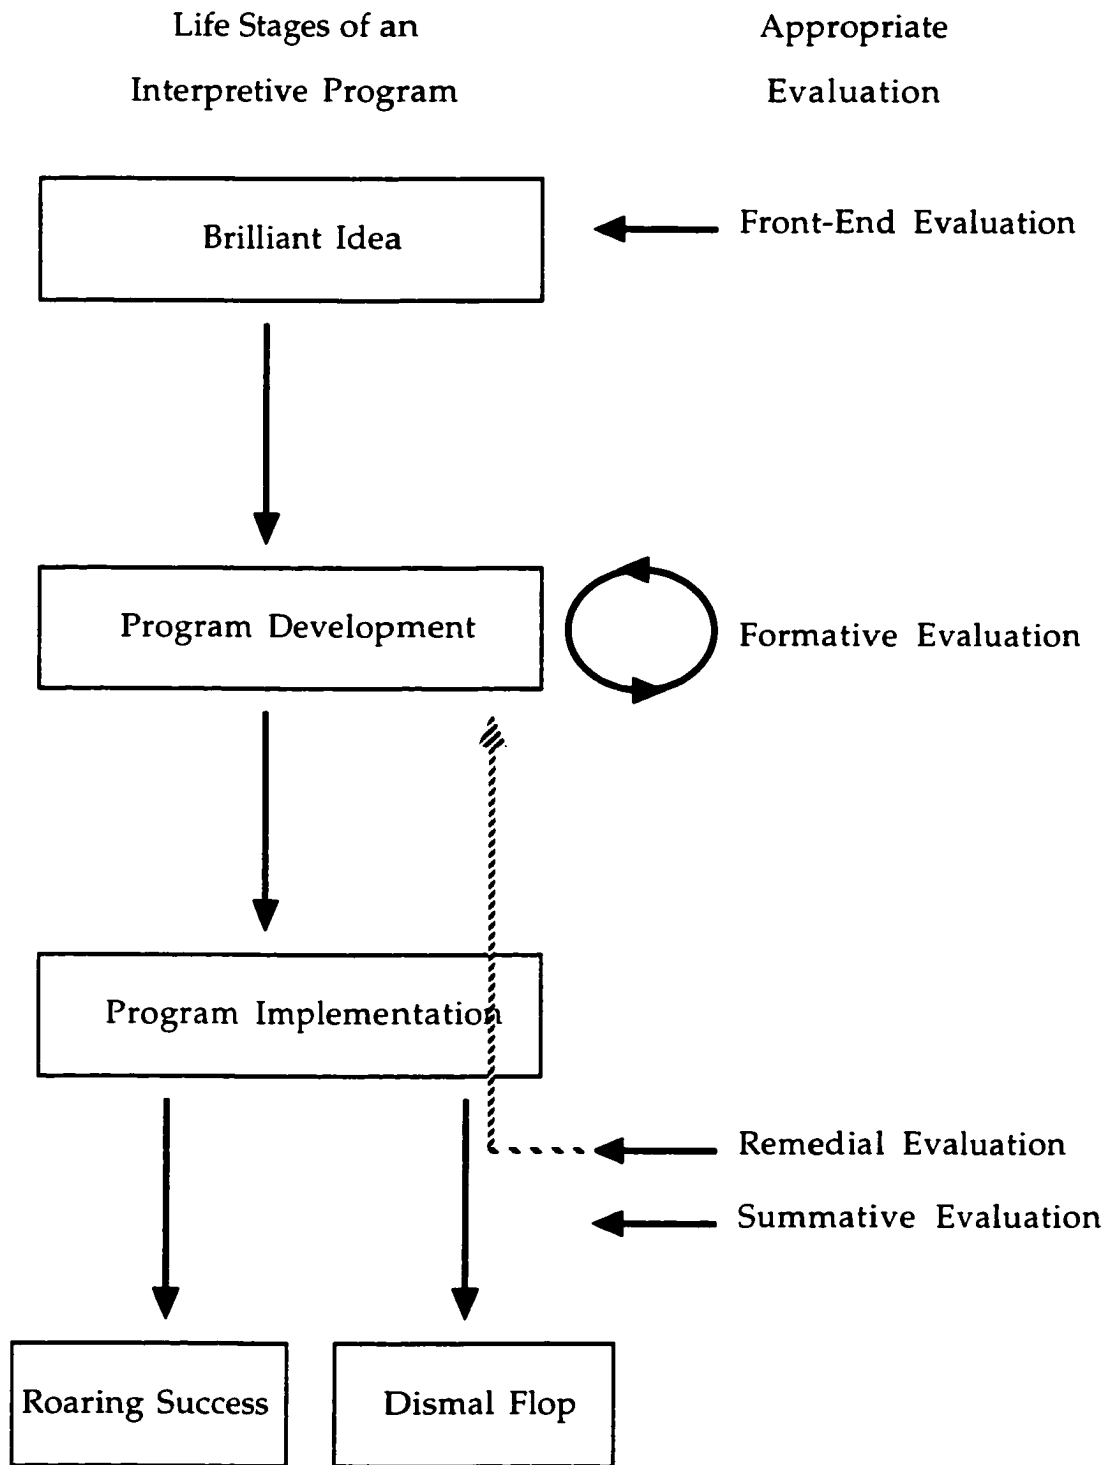 Life Stages of an
Interpretive Program
Appropriate
Evaluation
Brilliant Idea
Front-End Evaluation
Program Development
Formative Evaluation
Program Implementation
Remedial Evaluation
Summative Evaluation
Roaring Success
Dismal Flop